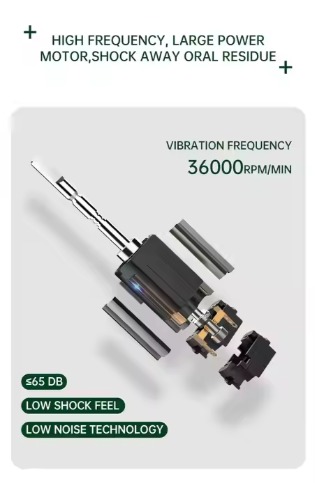 HIGH FREQUENCY, LARGE POWER
MOTOR,SHOCK AWAY ORAL RESIDUE
VIBRATION FREQUENCY
36000RPM/MIN
≤65 DB
LOW SHOCK FEEL
LOW NOISE TECHNOLOGY